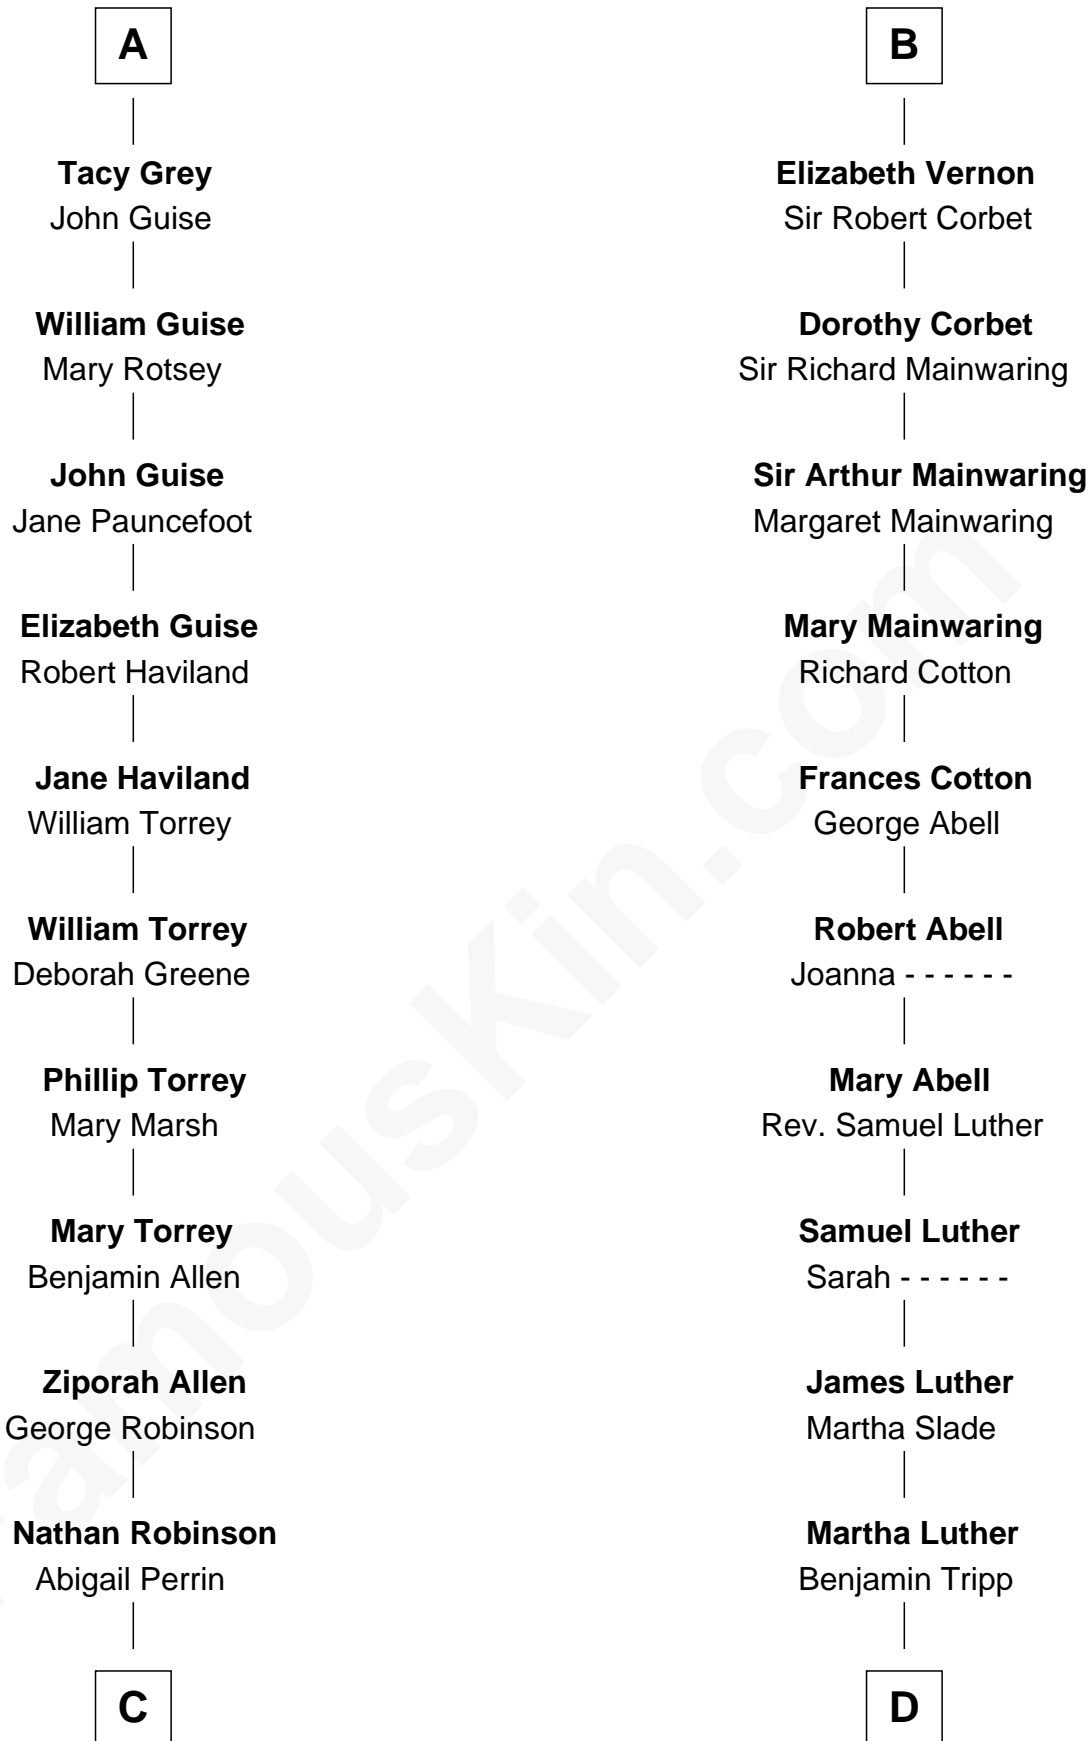 A
Tacy Grey
John Guise
William Guise
Mary Rotsey
John Guise
Jane Pauncefoot
Elizabeth Guise
Robert Haviland
Jane Haviland
William Torrey
William Torrey
Deborah Greene
Phillip Torrey
Mary Marsh
Mary Torrey
Benjamin Allen
Ziporah Allen
George Robinson
Nathan Robinson
Abigail Perrin
C
B
Elizabeth Vernon
Sir Robert Corbet
Dorothy Corbet
Sir Richard Mainwaring
Sir Arthur Mainwaring
Margaret Mainwaring
Mary Mainwaring
Richard Cotton
Frances Cotton
George Abell
Robert Abell
Joanna - - - - - -
Mary Abell
Rev. Samuel Luther
Samuel Luther
Sarah - - - - - -
James Luther
Martha Slade
Martha Luther
Benjamin Tripp
D
FamousKin.com